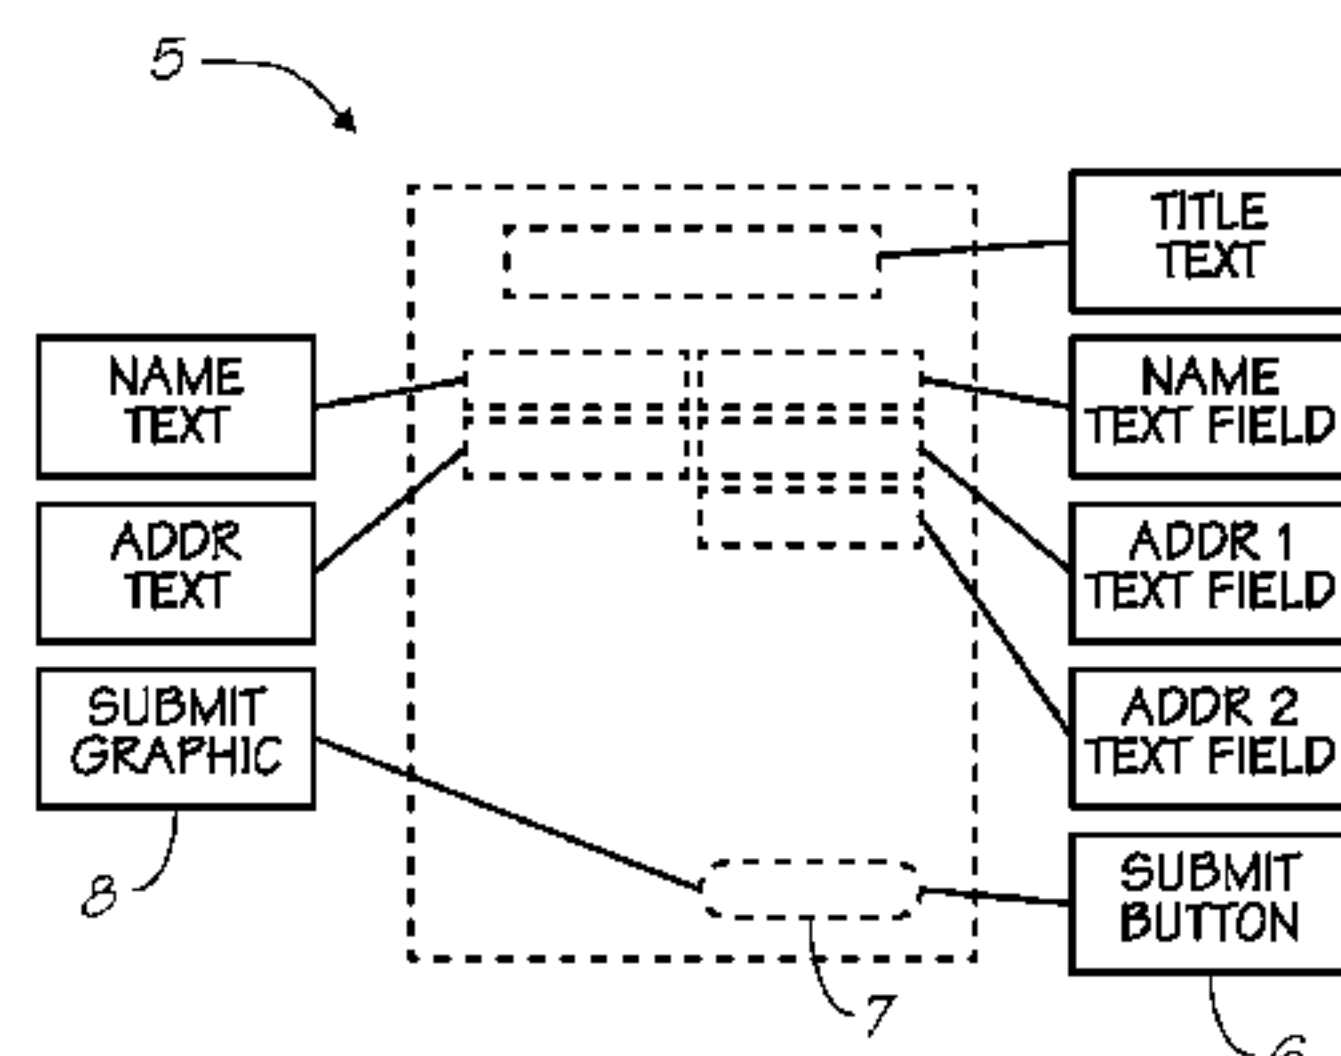 5
TITLE
TEXT
NAME
TEXT
NAME
TEXT FIELD
ADDR
TEXT
ADDR 1
TEXT FIELD
SUBMIT
GRAPHIC
ADDR 2
TEXT FIELD
8
SUBMIT
BUTTON
7
6